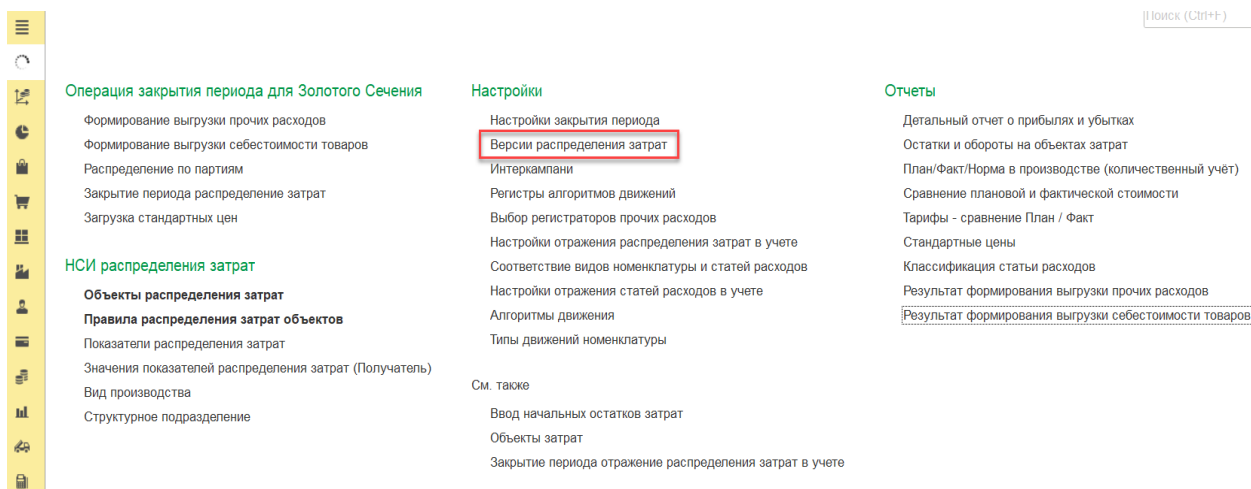 Поиск (Ctrl+F)
Операция закрытия периода для Золотого Сечения
Формирование выгрузки прочих расходов
Формирование выгрузки себестоимости товаров
Распределение по партиям
Закрытие периода распределение затрат
Загрузка стандартных цен
НСИ распределения затрат
Объекты распределения затрат
Правила распределения затрат объектов
Показатели распределения затрат
Значения показателей распределения затрат (Получатель)
Вид производства
Структурное подразделение
Настройки
Настройки закрытия периода
Версии распределения затрат
Интеркампани
Регистры алгоритмов движений
Выбор регистраторов прочих расходов
Настройки отражения распределения затрат в учете
Соответствие видов номенклатуры и статей расходов
Настройки отражения статей расходов в учете
Алгоритмы движения
Типы движений номенклатуры
См. также
Ввод начальных остатков затрат
Объекты затрат
Закрытие периода отражение распределения затрат в учете
Отчеты
Детальный отчет о прибылях и убытках
Остатки и обороты на объектах затрат
План/Факт/Норма в производстве (количественный учёт)
Сравнение плановой и фактической стоимости
Тарифы - сравнение План / Факт
Стандартные цены
Классификация статьи расходов
Результат формирования выгрузки прочих расходов
Результат формирования выгрузки себестоимости товаров